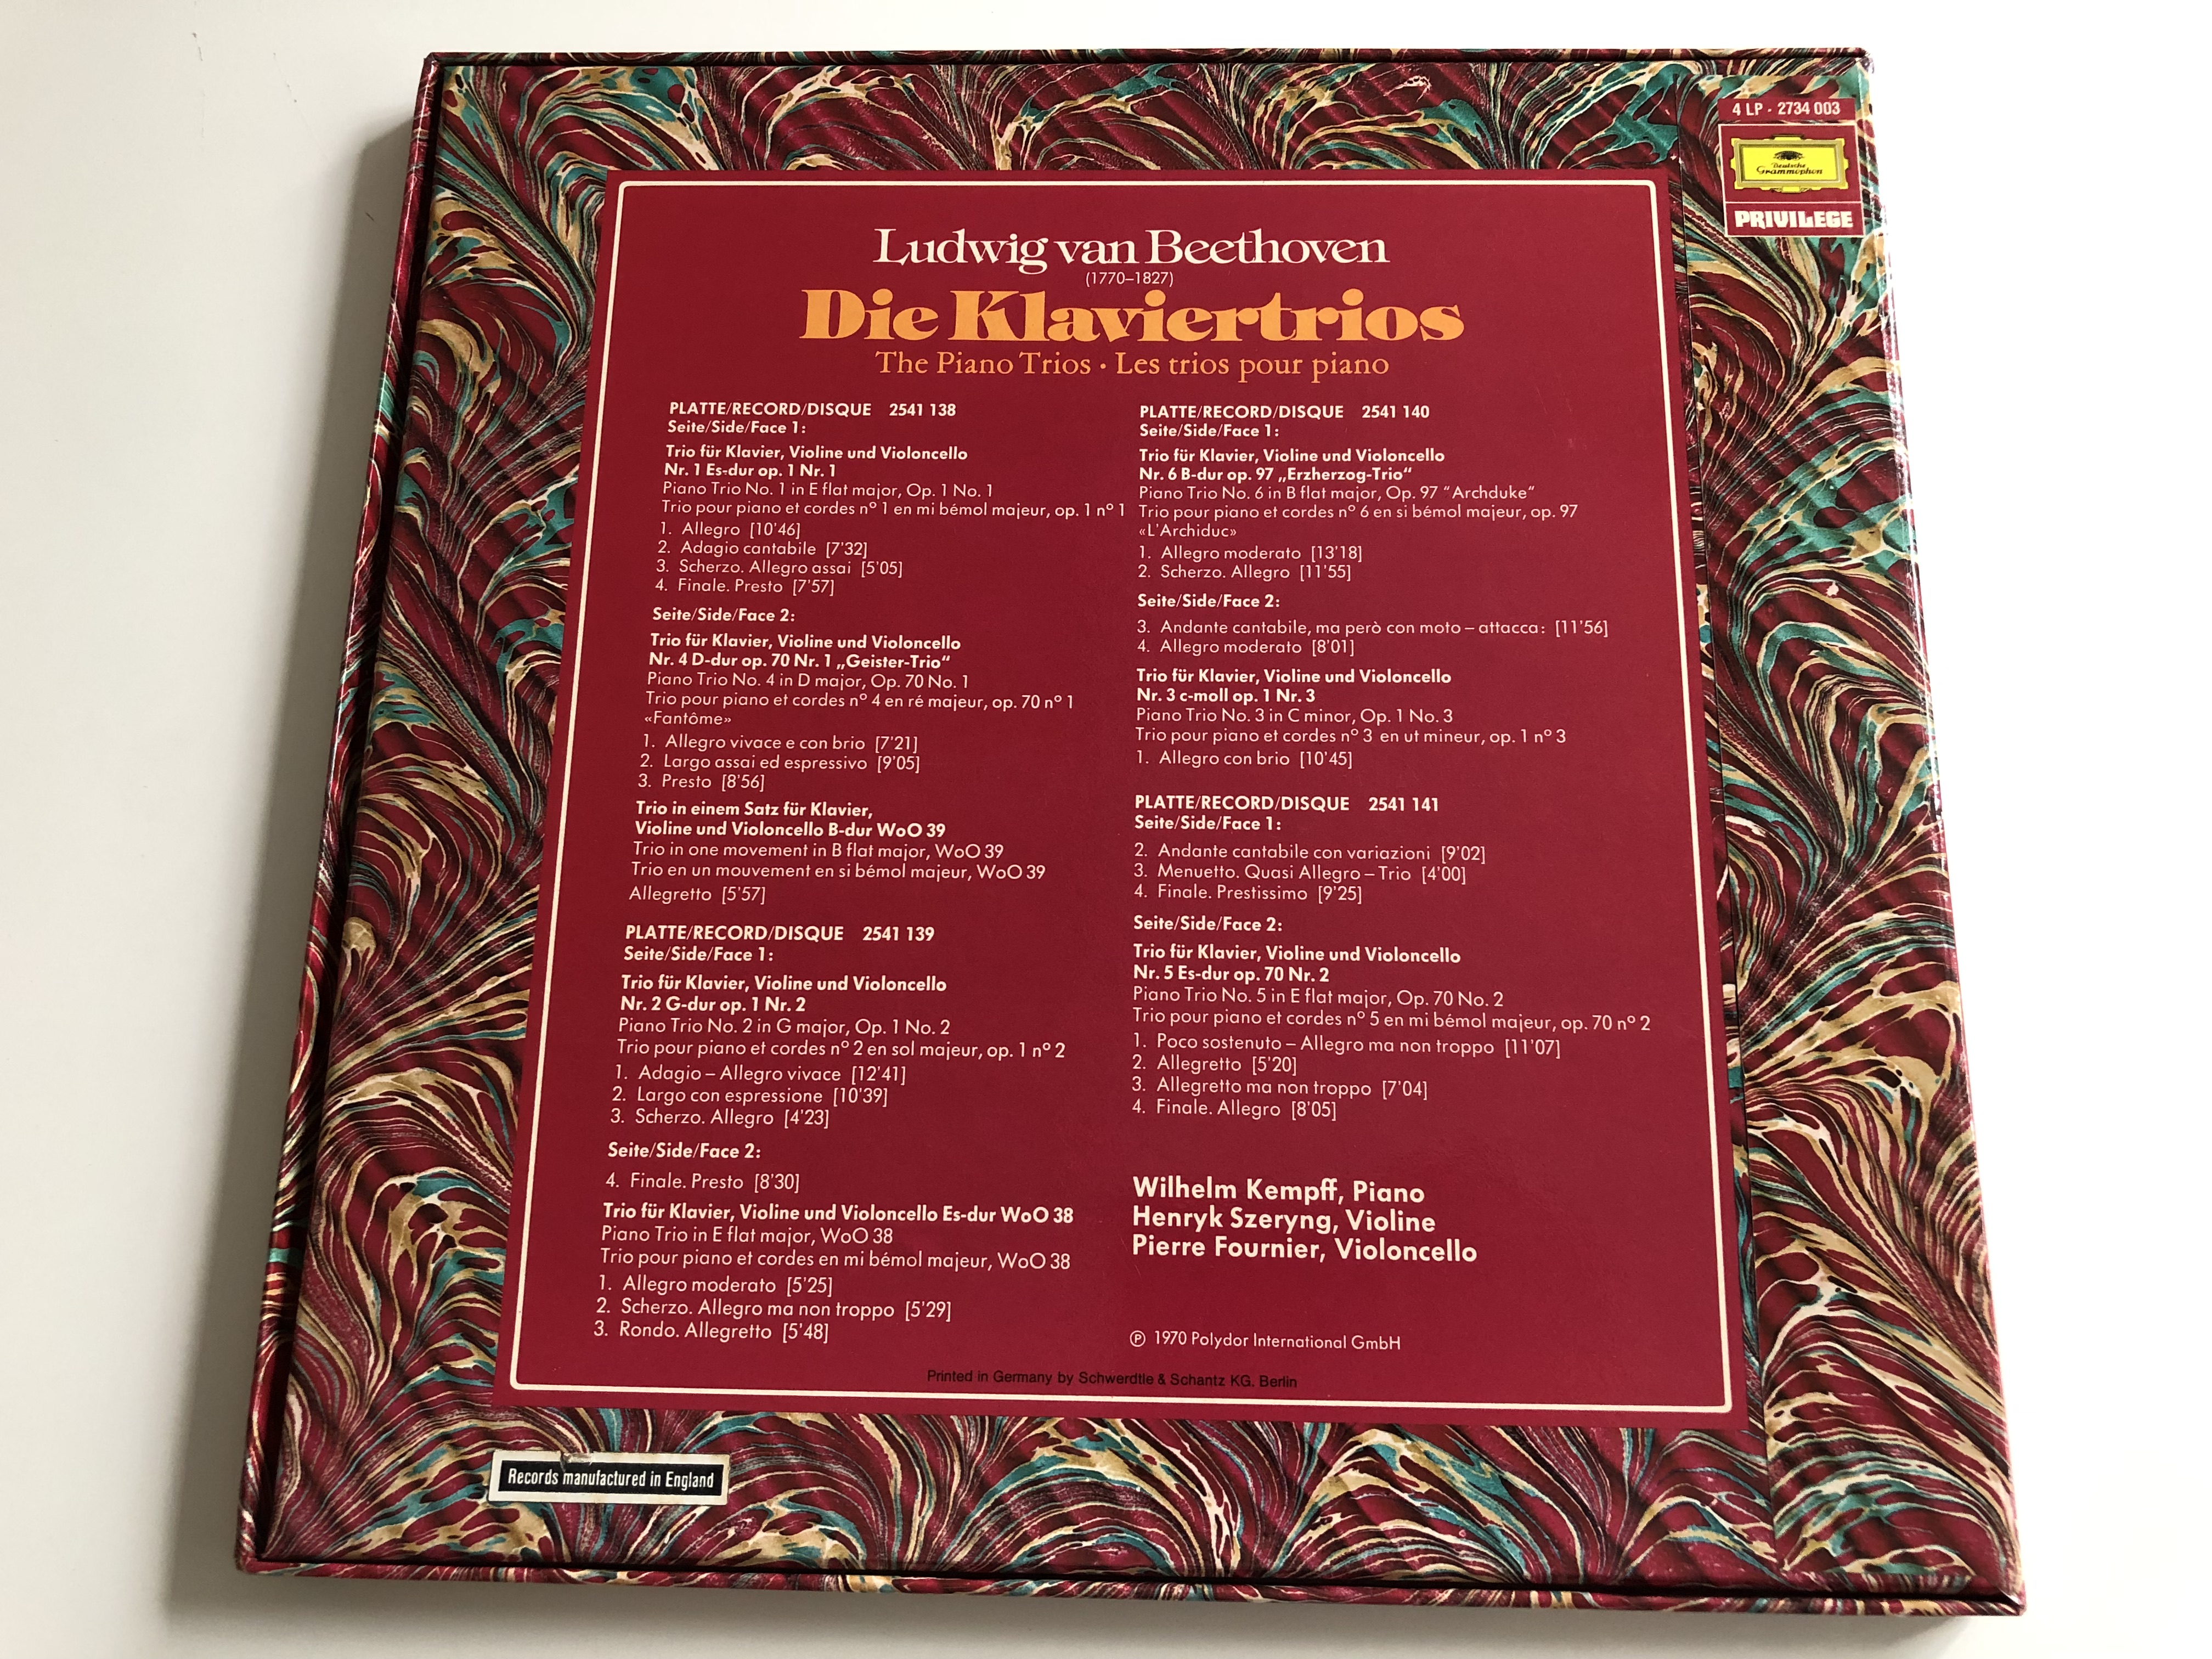 4 LP - 2734 003
Deutsche
Grammophon
PRIVILEGE
Ludwig van Beethoven
(1770–1827)
Die Klaviertrios
The Piano Trios • Les trios pour piano
PLATTE/RECORD/DISQUE 2541 138
Seite/Side/Face 1:
Trio für Klavier, Violine und Violoncello
Nr. 1 Es-dur op. 1 Nr. 1
Piano Trio No. 1 in E flat major, Op. 1 No. 1
Trio pour piano et cordes nº 1 en mi bémol majeur, op. 1 nº 1
1. Allegro [10'46]
2. Adagio cantabile [7'32]
3. Scherzo. Allegro assai [5'05]
4. Finale. Presto [7'57]
Seite/Side/Face 2:
Trio für Klavier, Violine und Violoncello
Nr. 4 D-dur op. 70 Nr. 1 „Geister-Trio“
Piano Trio No. 4 in D major, Op. 70 No. 1
Trio pour piano et cordes nº 4 en ré majeur, op. 70 nº 1
«Fantôme»
1. Allegro vivace e con brio [7'21]
2. Largo assai ed espressivo [9'05]
3. Presto [8'56]
Trio in einem Satz für Klavier,
Violine und Violoncello B-dur WoO 39
Trio in one movement in B flat major, WoO 39
Trio en un mouvement en si bémol majeur, WoO 39
Allegretto [5'57]
PLATTE/RECORD/DISQUE 2541 139
Seite/Side/Face 1:
Trio für Klavier, Violine und Violoncello
Nr. 2 G-dur op. 1 Nr. 2
Piano Trio No. 2 in G major, Op. 1 No. 2
Trio pour piano et cordes nº 2 en sol majeur, op. 1 nº 2
1. Adagio – Allegro vivace [12'41]
2. Largo con espressione [10'39]
3. Scherzo. Allegro [4'23]
Seite/Side/Face 2:
4. Finale. Presto [8'30]
Trio für Klavier, Violine und Violoncello Es-dur WoO 38
Piano Trio in E flat major, WoO 38
Trio pour piano et cordes en mi bémol majeur, WoO 38
1. Allegro moderato [5'25]
2. Scherzo. Allegro ma non troppo [5'29]
3. Rondo. Allegretto [5'48]
PLATTE/RECORD/DISQUE 2541 140
Seite/Side/Face 1:
Trio für Klavier, Violine und Violoncello
Nr. 6 B-dur op. 97 „Erzherzog-Trio“
Piano Trio No. 6 in B flat major, Op. 97 “Archduke“
Trio pour piano et cordes nº 6 en si bémol majeur, op. 97
«L'Archiduc»
1. Allegro moderato [13'18]
2. Scherzo. Allegro [11'55]
Seite/Side/Face 2:
3. Andante cantabile, ma però con moto – attacca: [11'56]
4. Allegro moderato [8'01]
Trio für Klavier, Violine und Violoncello
Nr. 3 c-moll op. 1 Nr. 3
Piano Trio No. 3 in C minor, Op. 1 No. 3
Trio pour piano et cordes nº 3 en ut mineur, op. 1 nº 3
1. Allegro con brio [10'45]
PLATTE/RECORD/DISQUE 2541 141
Seite/Side/Face 1:
2. Andante cantabile con variazioni [9'02]
3. Menuetto. Quasi Allegro – Trio [4'00]
4. Finale. Prestissimo [9'25]
Seite/Side/Face 2:
Trio für Klavier, Violine und Violoncello
Nr. 5 Es-dur op. 70 Nr. 2
Piano Trio No. 5 in E flat major, Op. 70 No. 2
Trio pour piano et cordes nº 5 en mi bémol majeur, op. 70 nº 2
1. Poco sostenuto – Allegro ma non troppo [11'07]
2. Allegretto [5'20]
3. Allegretto ma non troppo [7'04]
4. Finale. Allegro [8'05]
Wilhelm Kempff, Piano
Henryk Szeryng, Violine
Pierre Fournier, Violoncello
℗ 1970 Polydor International GmbH
Printed in Germany by Schwerdtle & Schantz KG. Berlin
Records manufactured in England